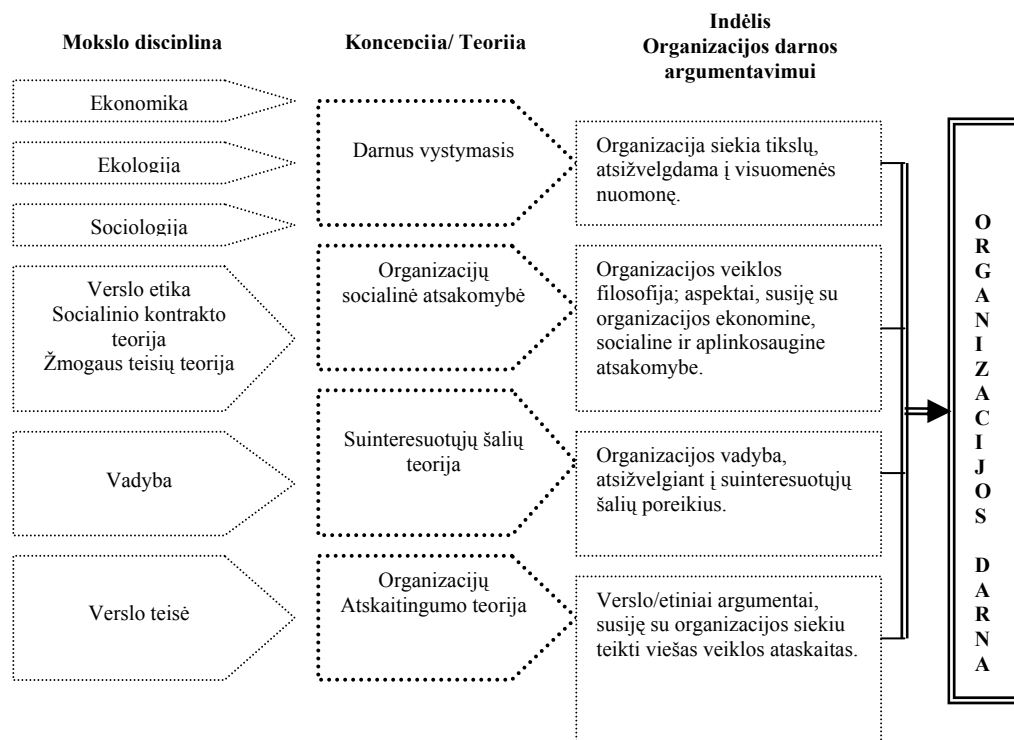 Mokslo disciplina
Koncepcija/ Teorija
Indėlis
Organizacijos darnos
argumentavimui
Ekonomika
Ekologija
Sociologija
Verslo etika
Socialinio kontrakto
teorija
Žmogaus teisių teorija
Vadyba
Verslo teisė
Darnus vystymasis
Organizacijų
socialinė atsakomybė
Suinteresuotųjų šalių
teorija
Organizacijų
Atskaitingumo teorija
Organizacija siekia tikslų,
atsižvelgdama į visuomenės
nuomonę.
Organizacijos veiklos
filosofija; aspektai, susiję su
organizacijos ekonomine,
socialine ir aplinkosaugine
atsakomybe.
Organizacijos vadyba,
atsižvelgiant į suinteresuotųjų
šalių poreikius.
Verslo/etiniai argumentai,
susiję su organizacijos siekiu
teikti viešas veiklos ataskaitas.
ORGANIZACIJOS DARNA